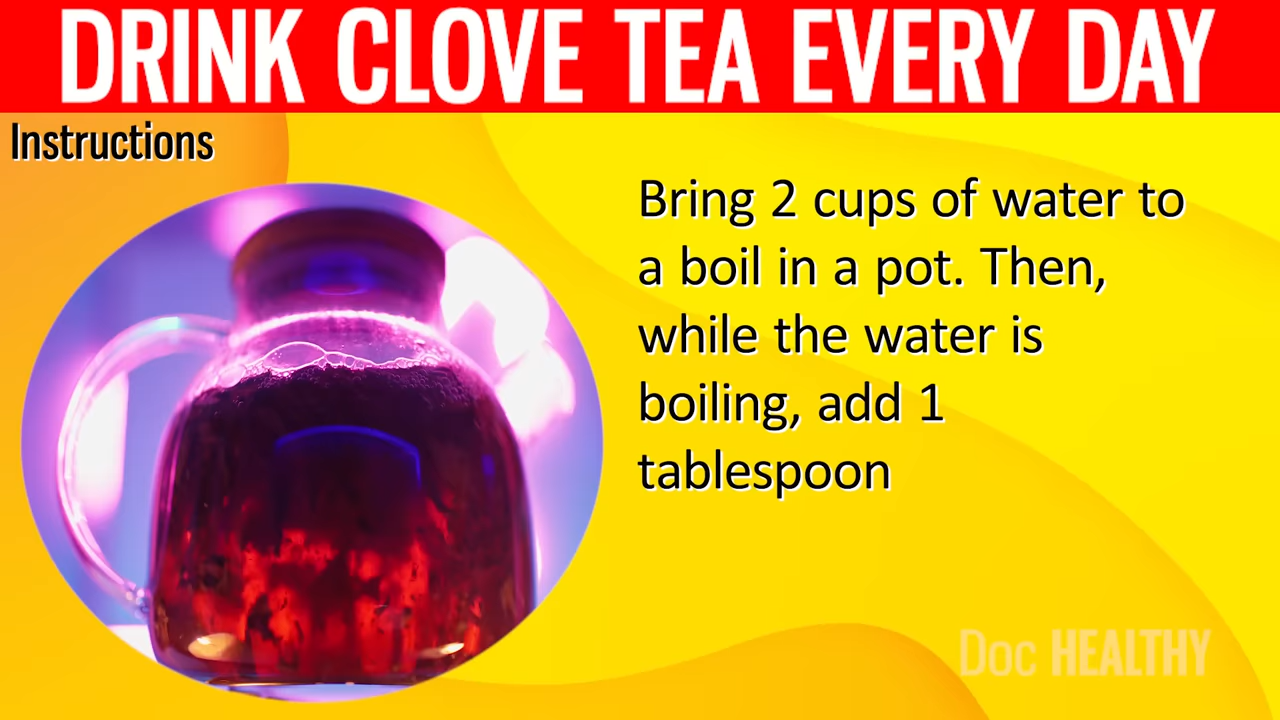 DRINK CLOVE TEA EVERY DAY
Instructions
Bring 2 cups of water to
a boil in a pot. Then,
while the water is
boiling, add 1
tablespoon
Doc HEALTHY